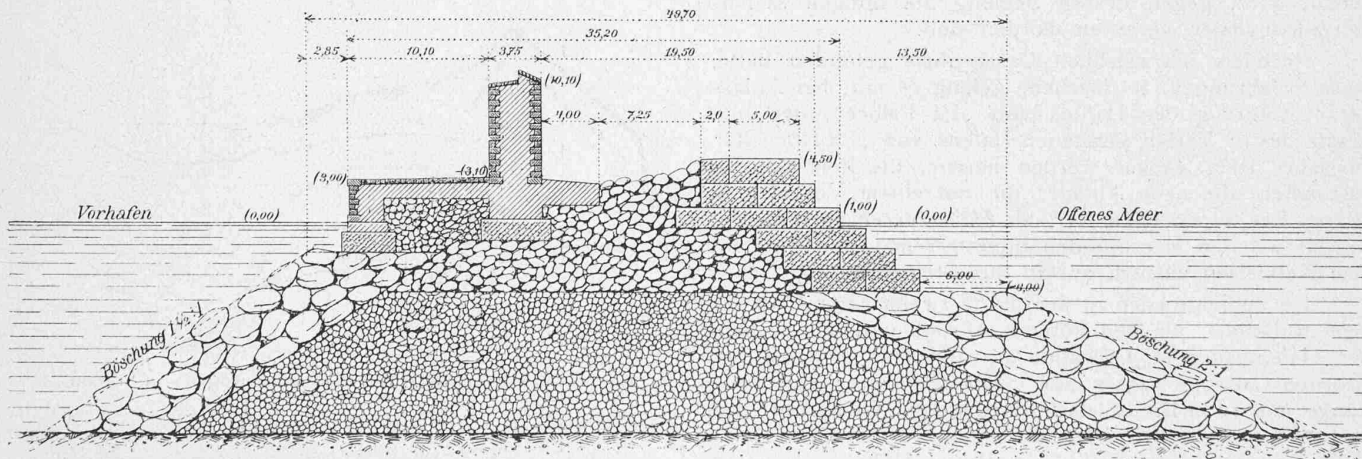 49,70
35,20
2,85 10,10 3,75 19,50 13,50
(10,10)
4,00 7,25 2,0 5,00
(3,00) (3,10) (4,50)
Vorhafen (0,00) (1,00) (0,00) Offenes Meer
6,00 (-6,00)
Böschung 1½:1 Böschung 2:1